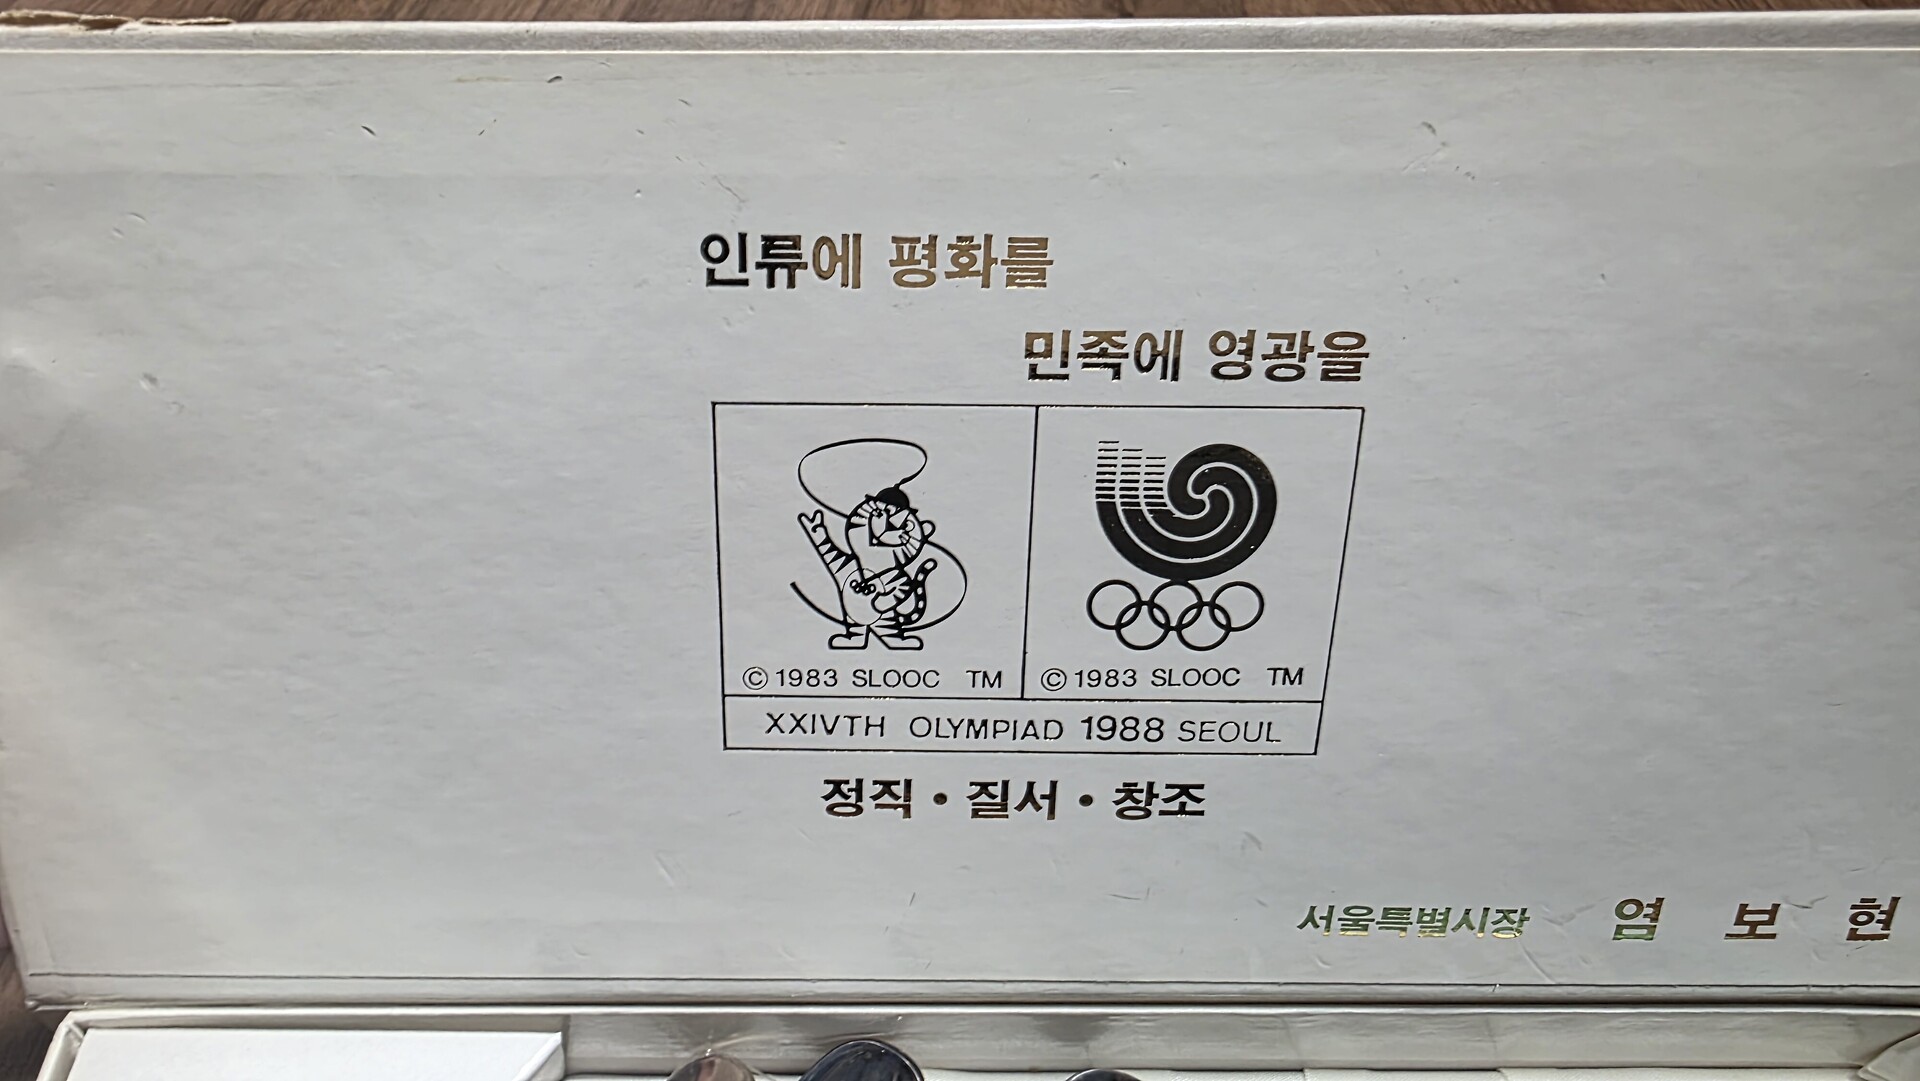 인류에 평화를
민족에 영광을
©1983 SLOOC TM
©1983 SLOOC TM
XXIVTH OLYMPIAD 1988 SEOUL
정직·질서·창조
서울특별시장 염 보 현